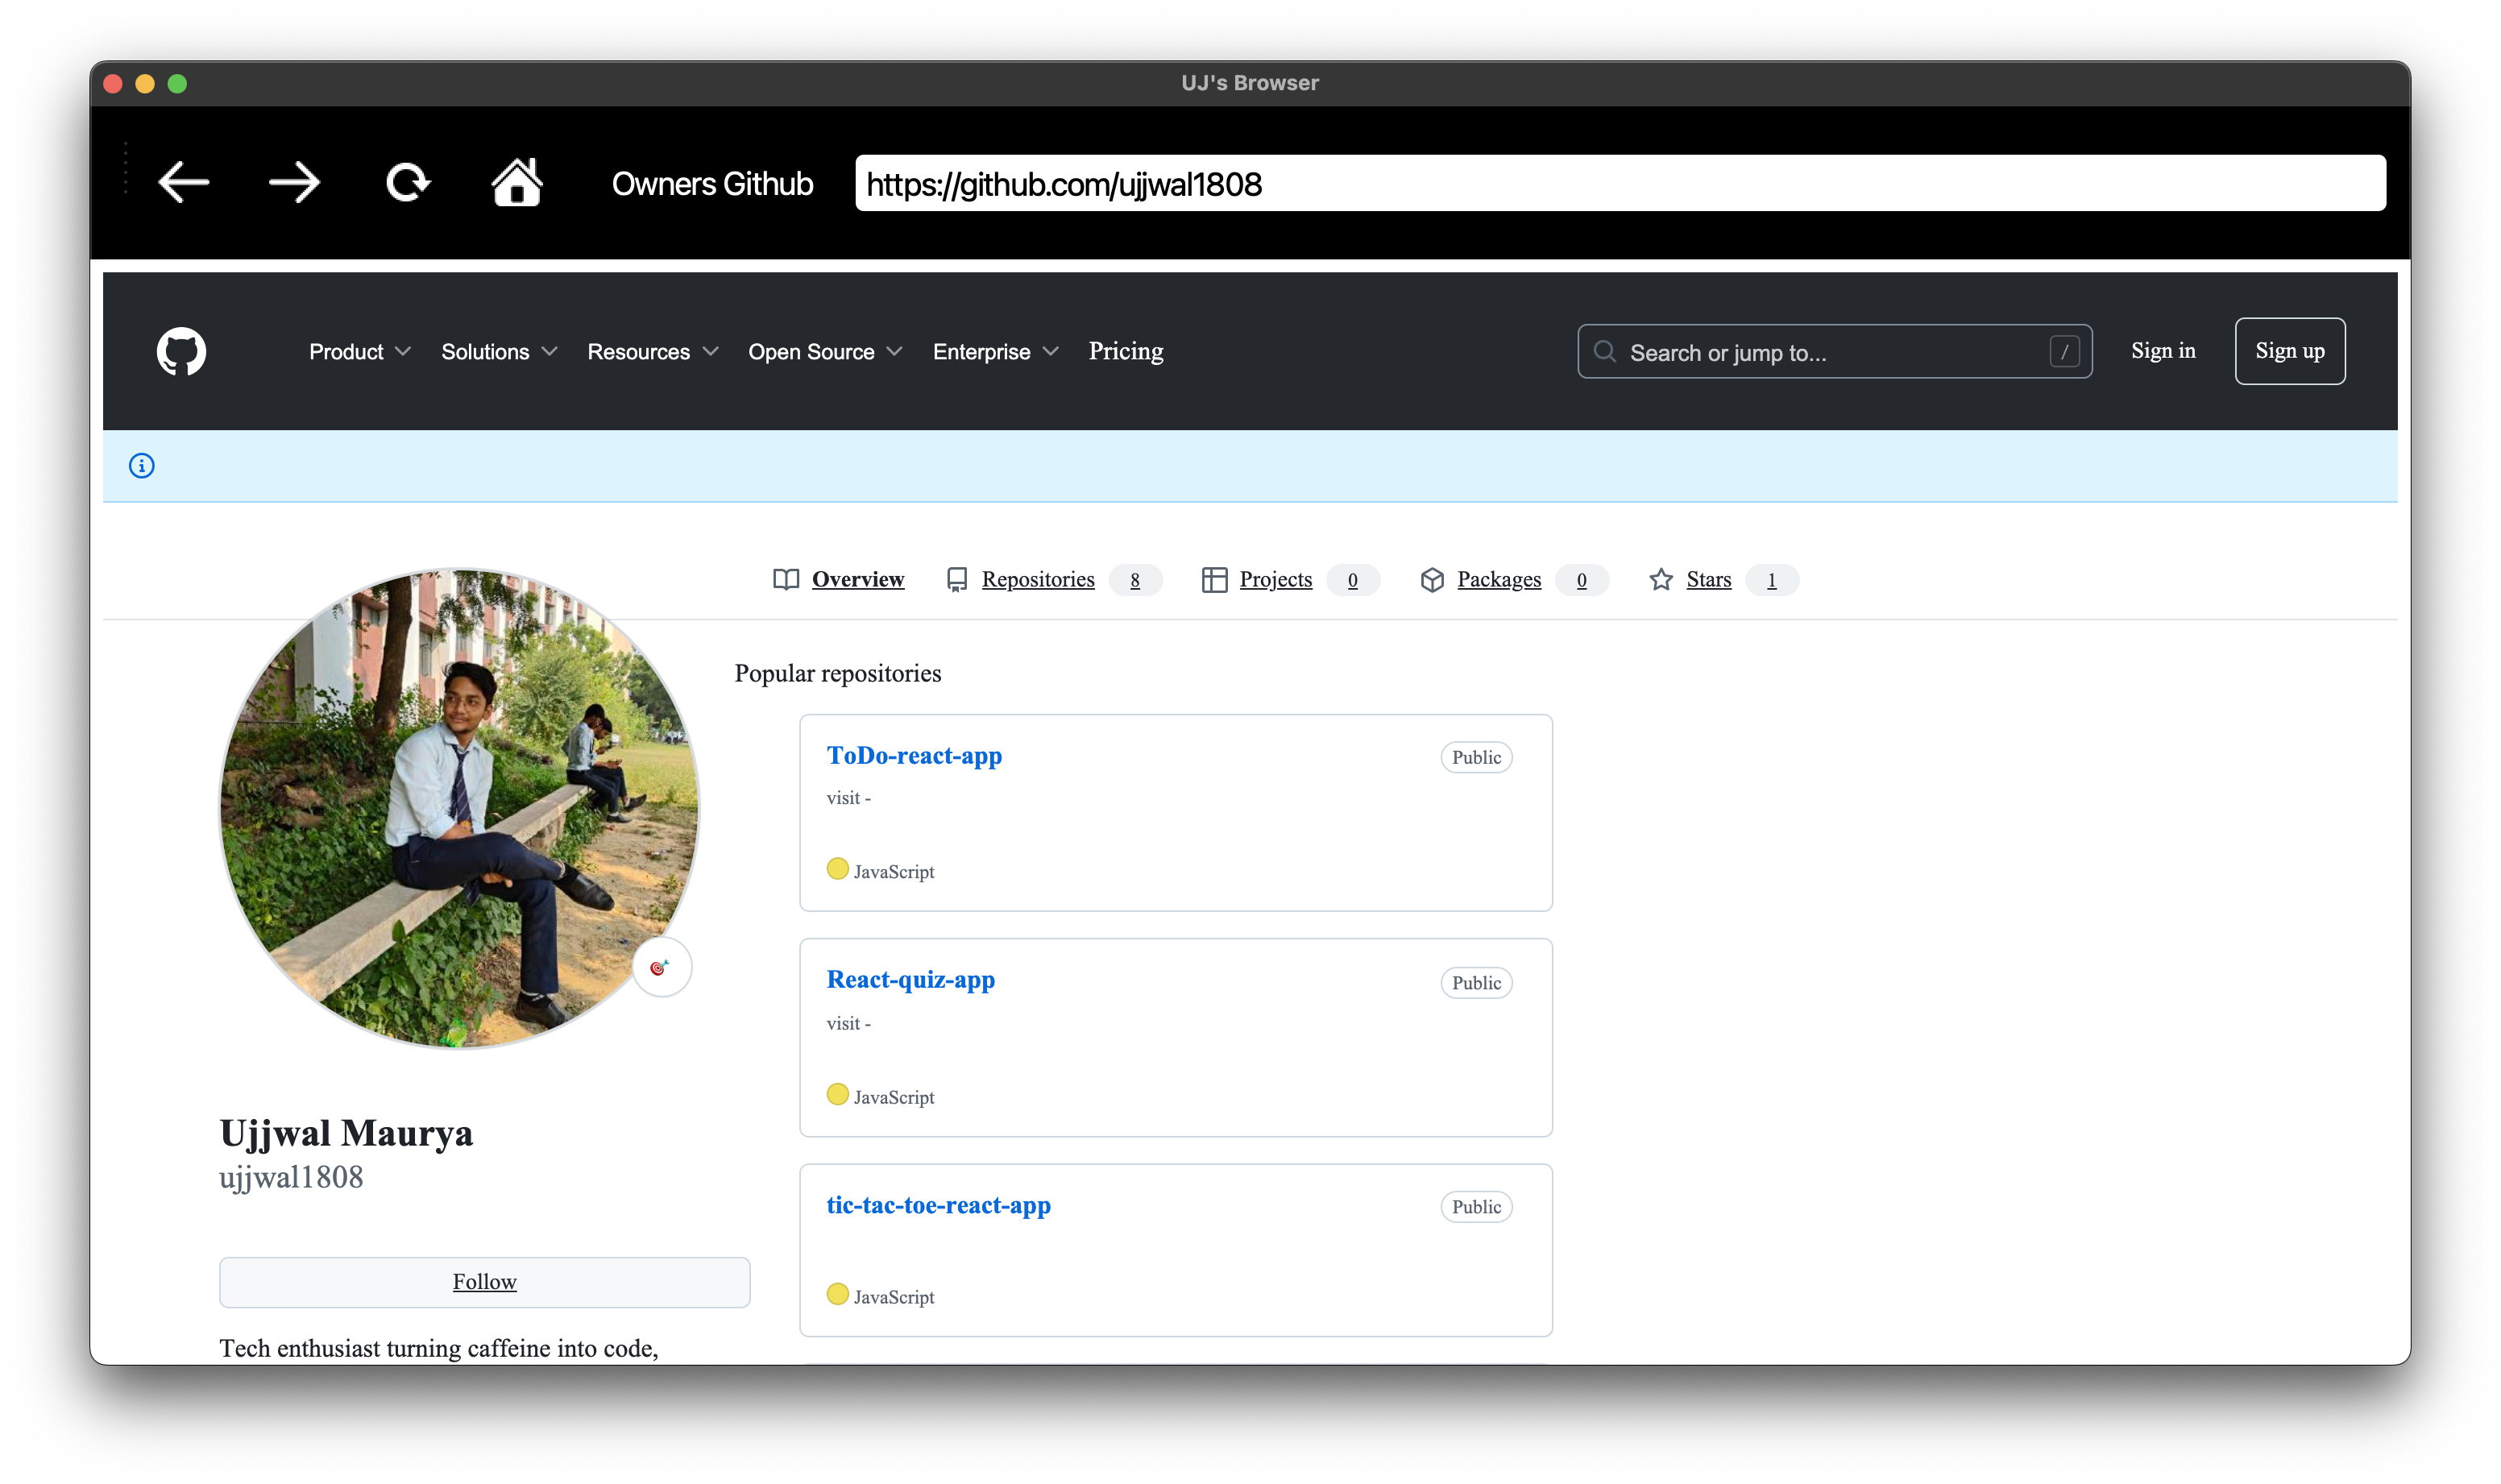 UJ's Browser
Owners Github https://github.com/ujjwal1808
Product Solutions Resources Open Source Enterprise Pricing Search or jump to... / Sign in Sign up
Overview Repositories 8 Projects 0 Packages 0 Stars 1
Popular repositories
ToDo-react-app Public
visit -
JavaScript
React-quiz-app Public
visit -
JavaScript
tic-tac-toe-react-app Public
JavaScript
Ujjwal Maurya
ujjwal1808
Follow
Tech enthusiast turning caffeine into code,